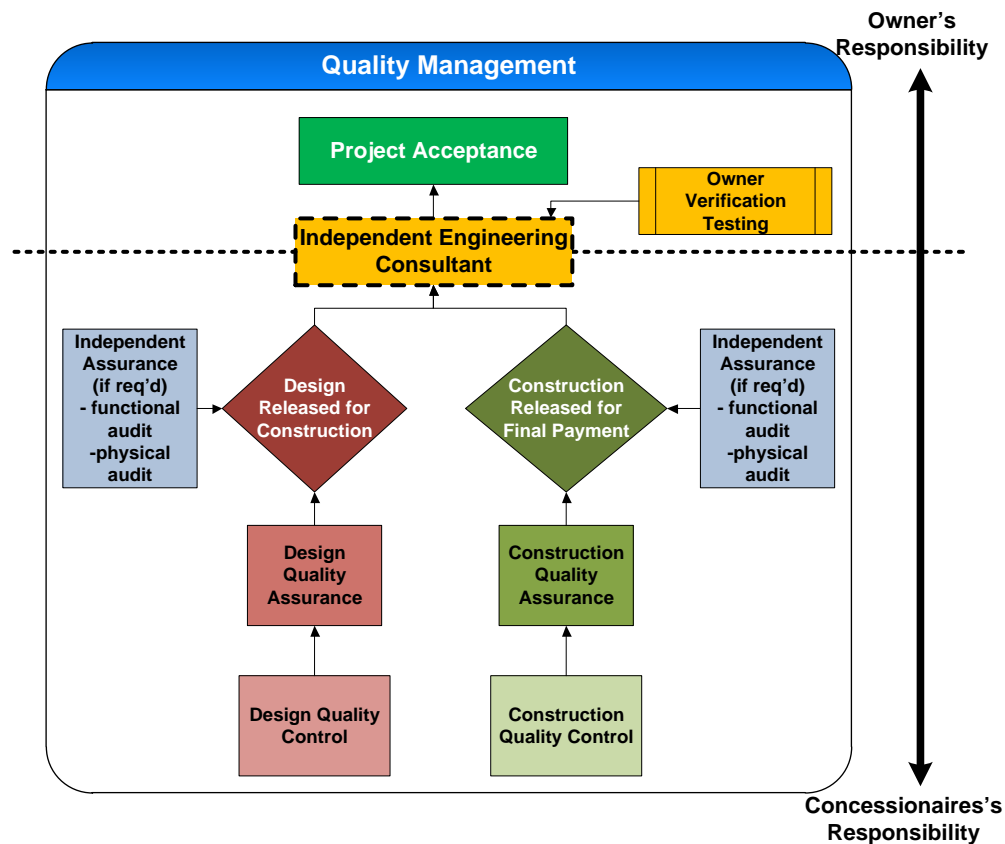 Owner's
Responsibility
Quality Management
Project Acceptance
Owner
Verification
Testing
Independent Engineering
Consultant
Independent
Assurance
(if req'd)
- functional
audit
-physical
audit
Design
Released for
Construction
Construction
Released for
Final Payment
Independent
Assurance
(if req'd)
- functional
audit
-physical
audit
Design
Quality
Assurance
Construction
Quality
Assurance
Design Quality
Control
Construction
Quality Control
Concessionaires's
Responsibility